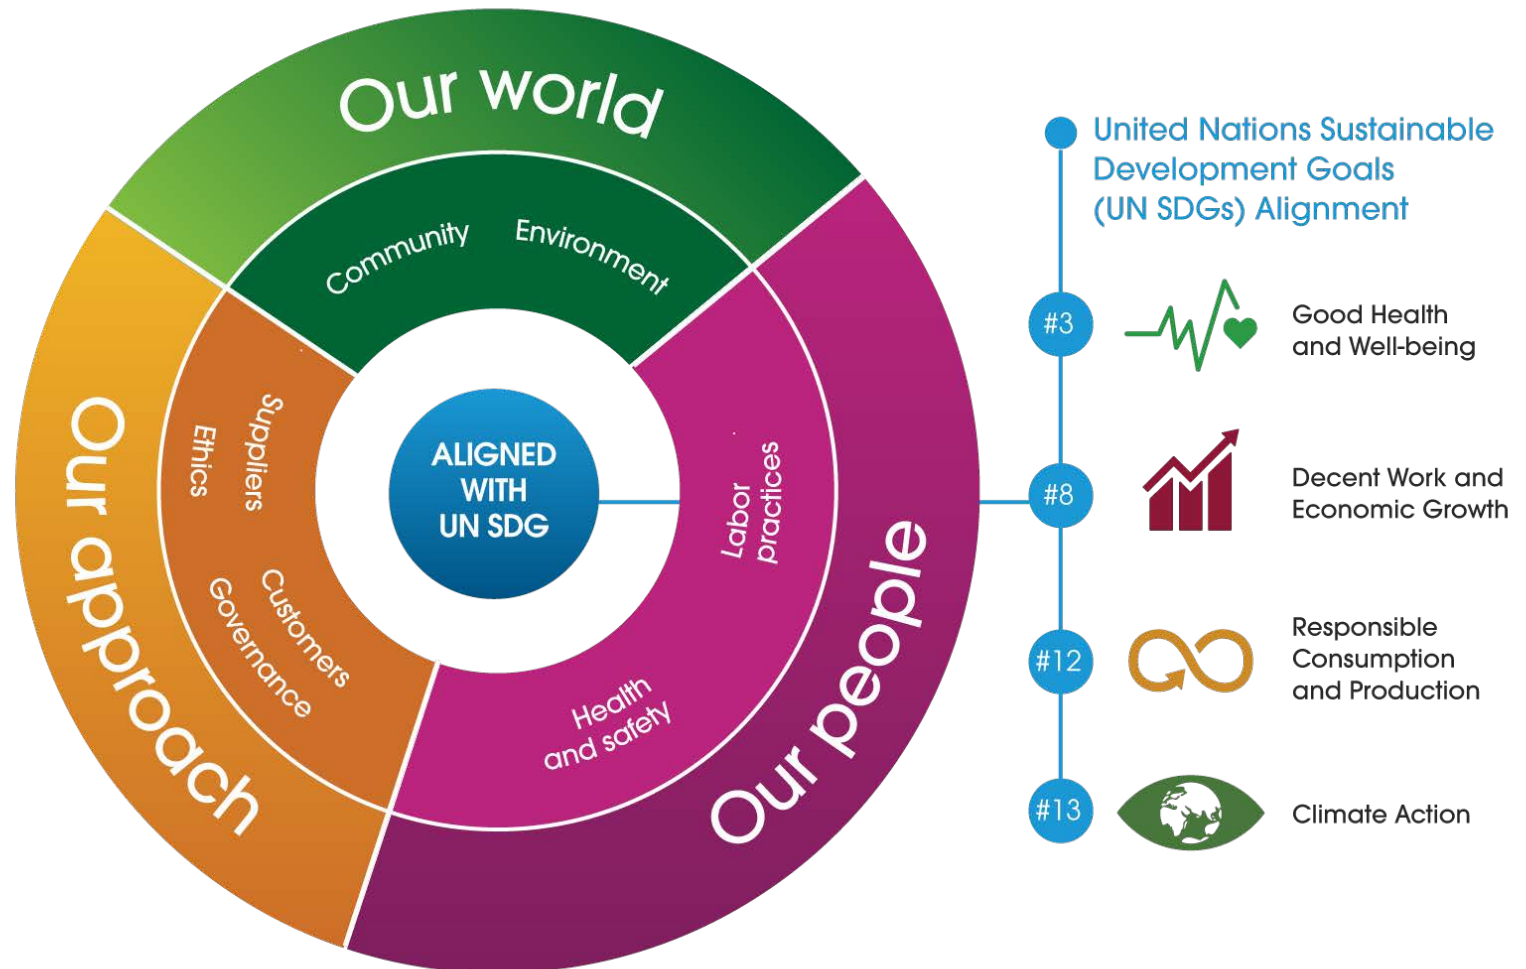 Our world
Community
Environment
Our approach
Ethics
Suppliers
Customers
Governance
Our people
Labor
practices
Health
and safety
ALIGNED
WITH
UN SDG
United Nations Sustainable
Development Goals
(UN SDGs) Alignment
#3
Good Health
and Well-being
#8
Decent Work and
Economic Growth
#12
Responsible
Consumption
and Production
#13
Climate Action